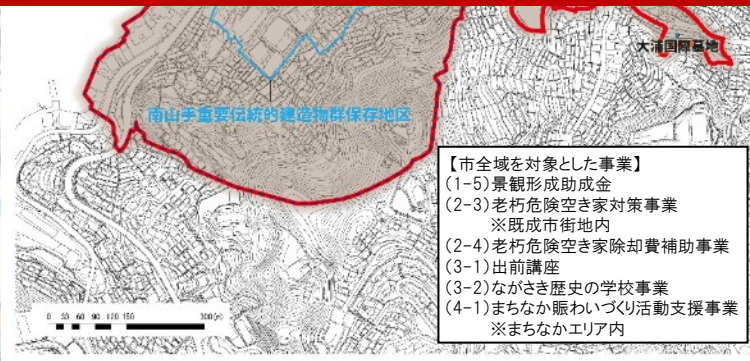 大浦国際墓地
南山手重要伝統的建造物群保存地区
【市全域を対象とした事業】
(1-5)景観形成助成金
(2-3)老朽危険空き家対策事業
※既成市街地内
(2-4)老朽危険空き家除却費補助事業
(3-1)出前講座
(3-2)ながさき歴史の学校事業
(4-1)まちなか賑わいづくり活動支援事業
※まちなかエリア内
0 30 60 90 120 150 300(m)